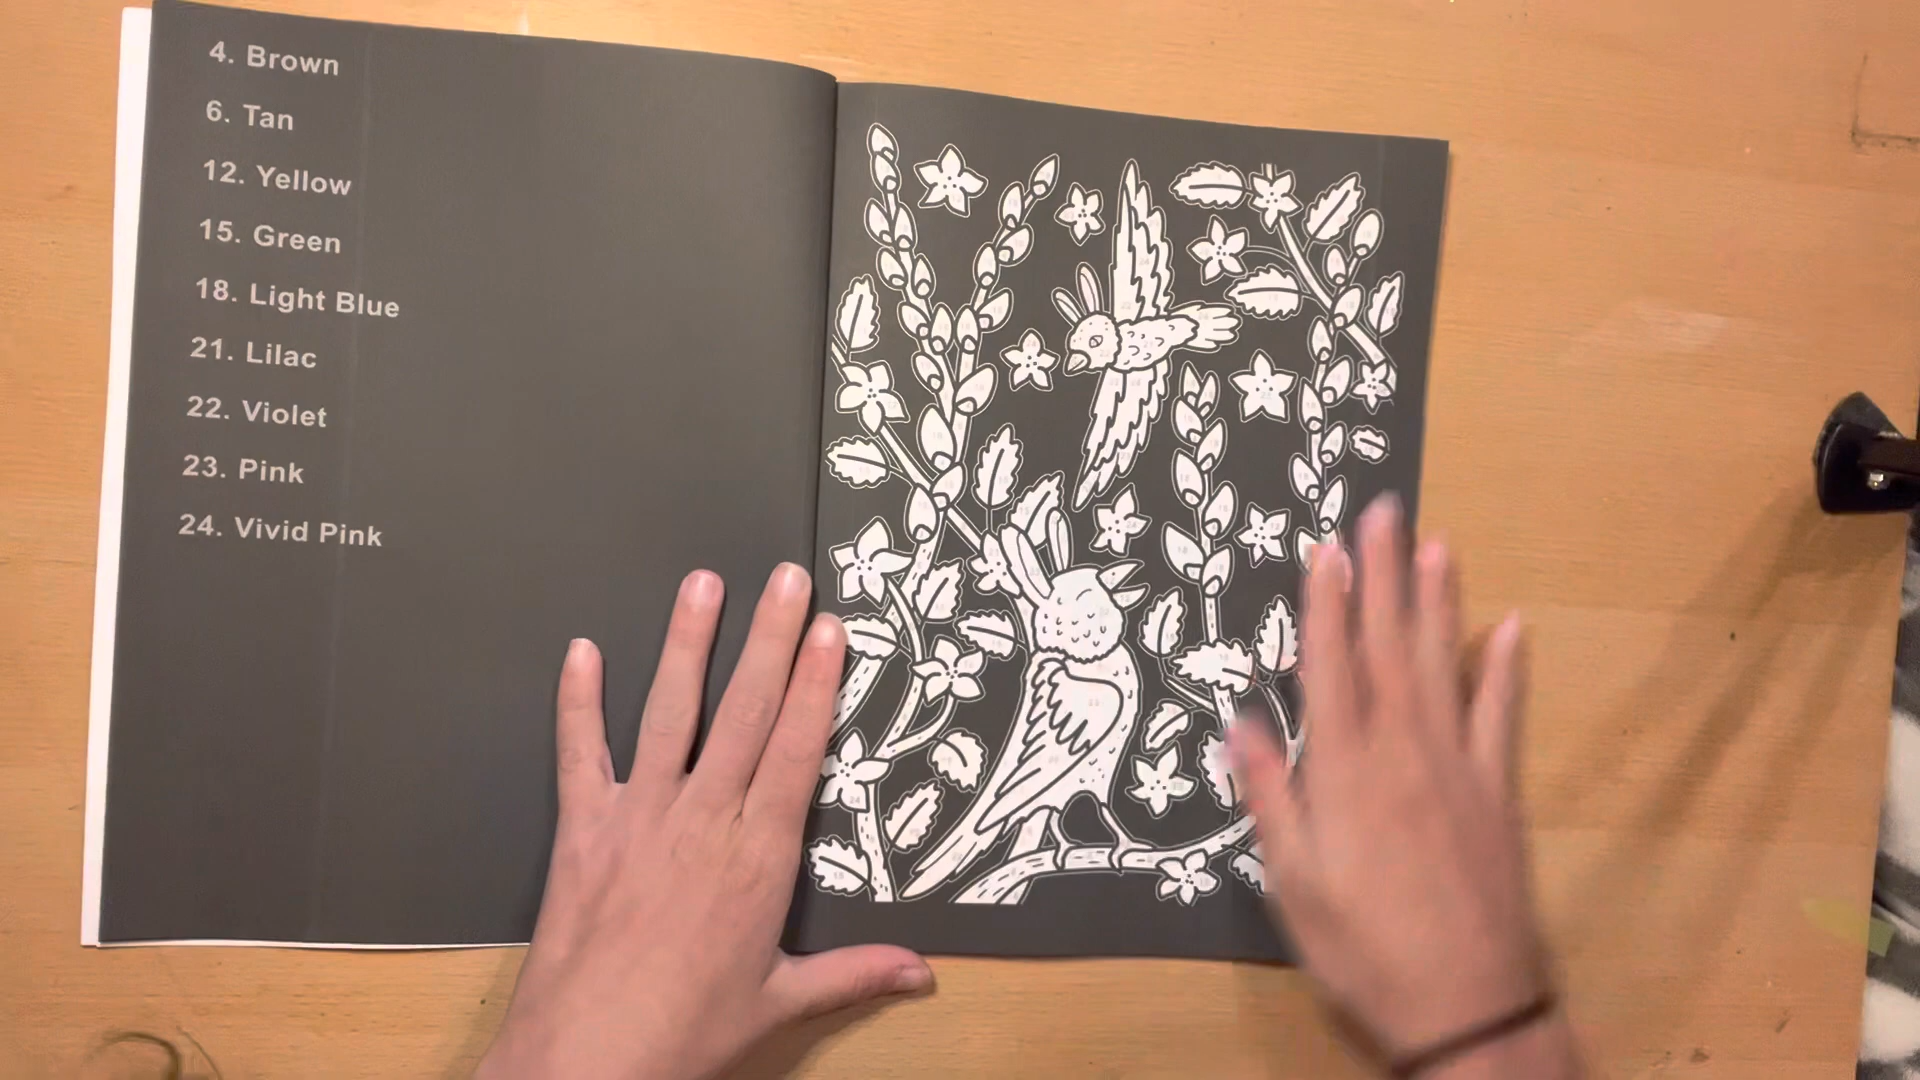 4. Brown
6. Tan
12. Yellow
15. Green
18. Light Blue
21. Lilac
22. Violet
23. Pink
24. Vivid Pink